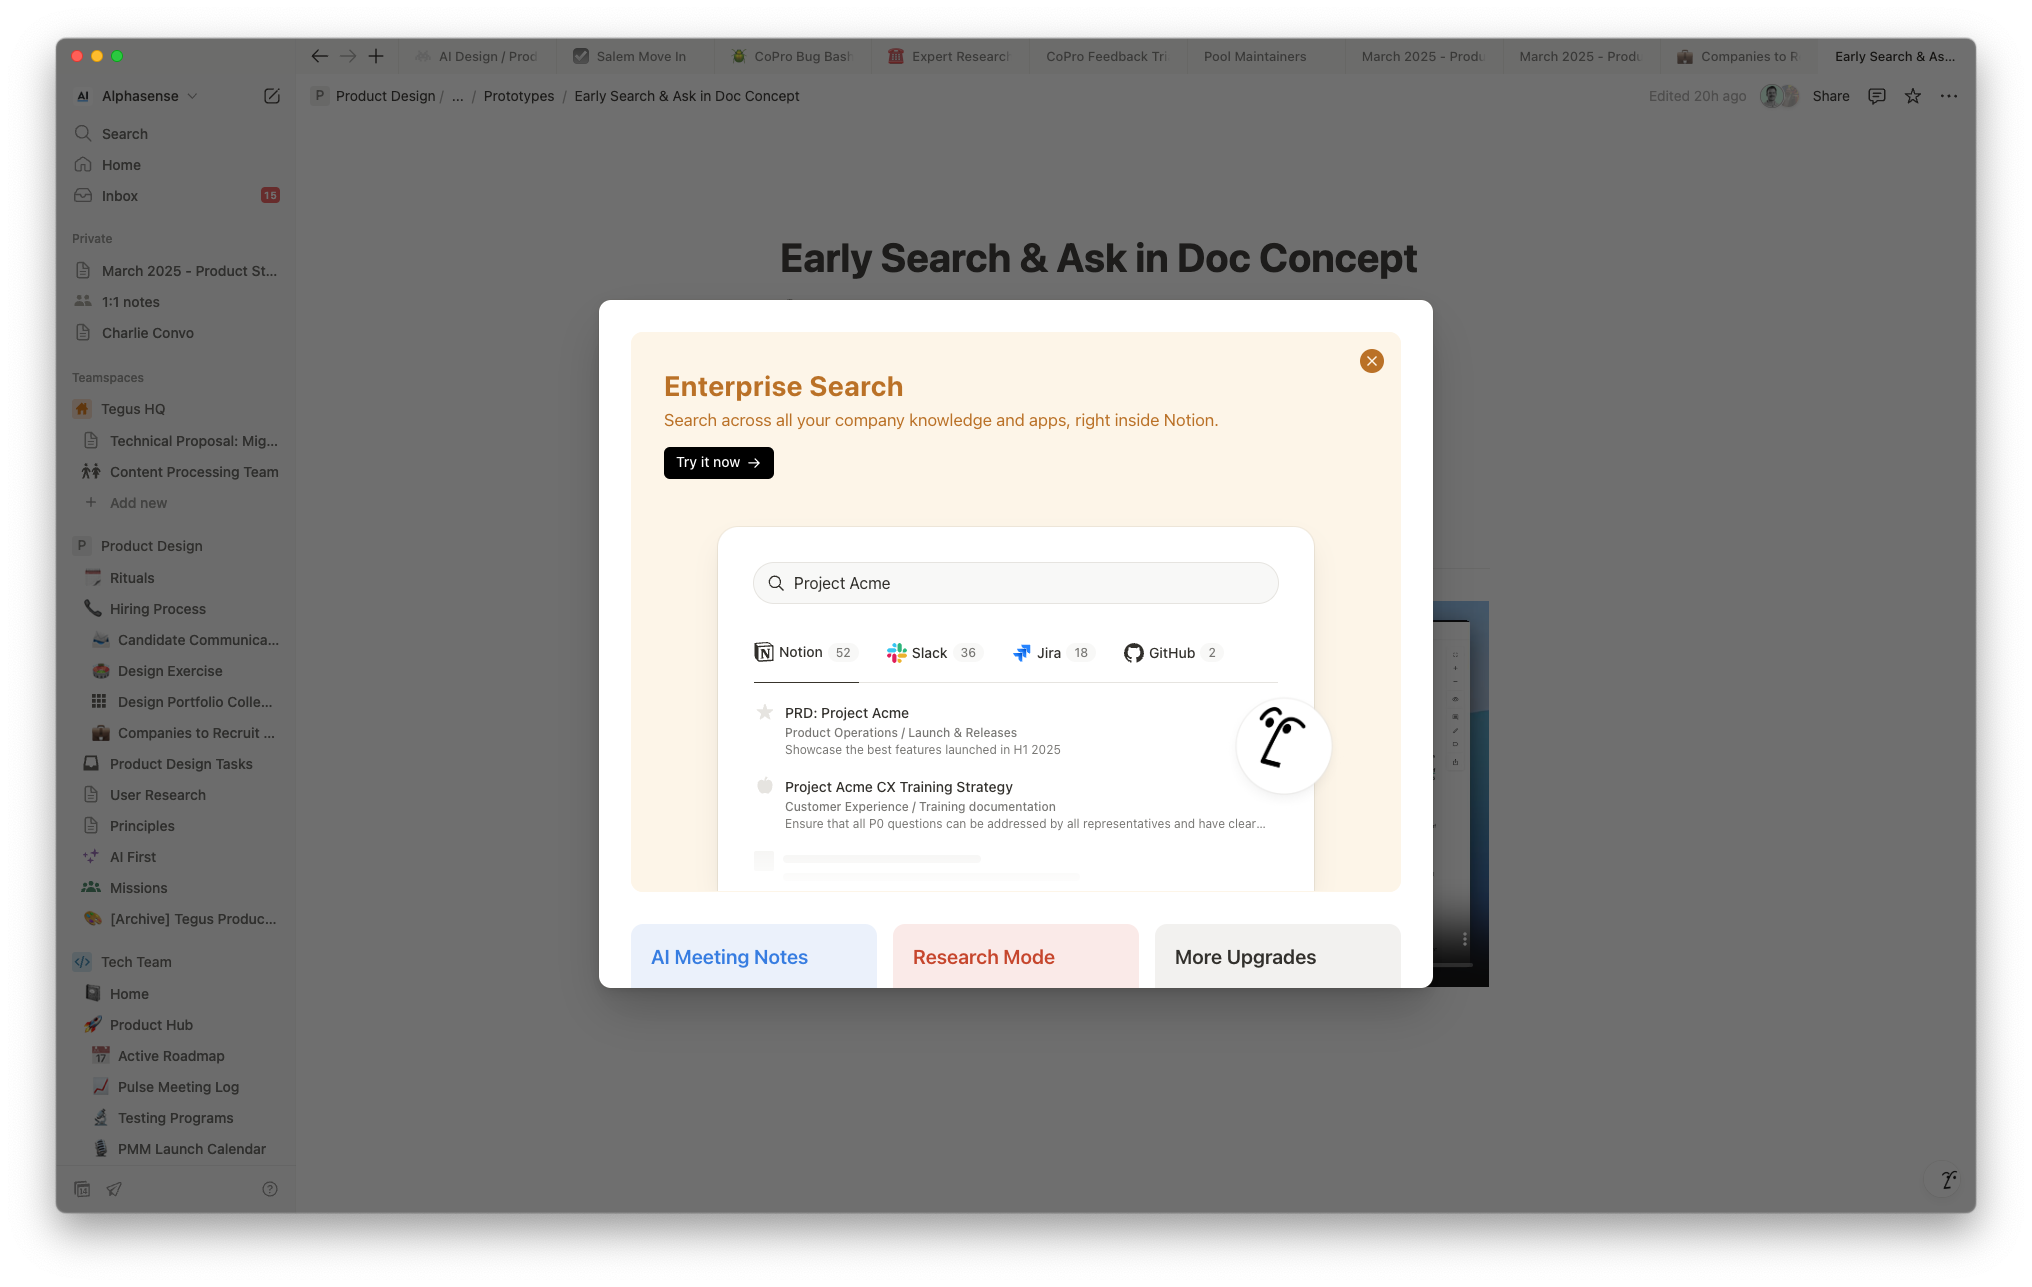 AI Design / Prod
Salem Move In
CoPro Bug Bash
Expert Research
CoPro Feedback Tri
Pool Maintainers
March 2025 - Produ
March 2025 - Produ
Companies to R
Early Search & As...
AI Alphasense
P Product Design / ... / Prototypes / Early Search & Ask in Doc Concept
Edited 20h ago
Share
Search
Home
Inbox 15
Private
March 2025 - Product St...
1:1 notes
Charlie Convo
Teamspaces
Tegus HQ
Technical Proposal: Mig...
Content Processing Team
Add new
P Product Design
Rituals
Hiring Process
Candidate Communica...
Design Exercise
Design Portfolio Colle...
Companies to Recruit ...
Product Design Tasks
User Research
Principles
AI First
Missions
[Archive] Tegus Produc...
Tech Team
Home
Product Hub
Active Roadmap
Pulse Meeting Log
Testing Programs
PMM Launch Calendar
14
Early Search & Ask in Doc Concept
Enterprise Search
Search across all your company knowledge and apps, right inside Notion.
Try it now →
Project Acme
Notion 52
Slack 36
Jira 18
GitHub 2
PRD: Project Acme
Product Operations / Launch & Releases
Showcase the best features launched in H1 2025
Project Acme CX Training Strategy
Customer Experience / Training documentation
Ensure that all P0 questions can be addressed by all representatives and have clear...
AI Meeting Notes
Research Mode
More Upgrades